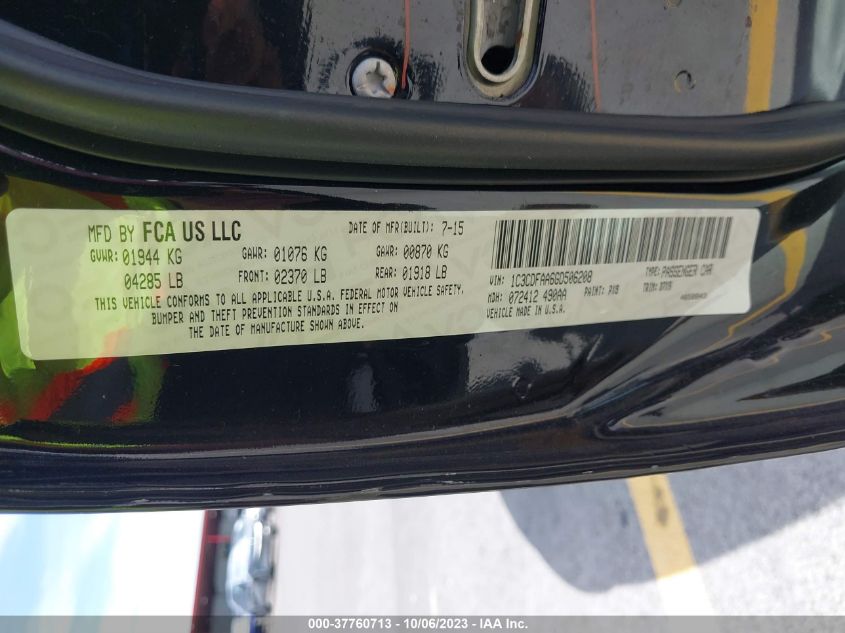 MFD BY FCA US LLC DATE OF MFR(BUILT): 7-15
GVWR: 01944 KG GAWR: 01076 KG GAWR: 00870 KG
04285 LB FRONT: 02370 LB REAR: 01918 LB
THIS VEHICLE CONFORMS TO ALL APPLICABLE U.S.A. FEDERAL MOTOR VEHICLE SAFETY,
BUMPER AND THEFT PREVENTION STANDARDS IN EFFECT ON
THE DATE OF MANUFACTURE SHOWN ABOVE.
VIN: 1C3CDFAA6GD506208 TYPE: PASSENGER CAR
MDH: 072412 490AA PAINT: TRIM:
VEHICLE MADE IN U.S.A.
000-37760713 - 10/06/2023 - IAA Inc.